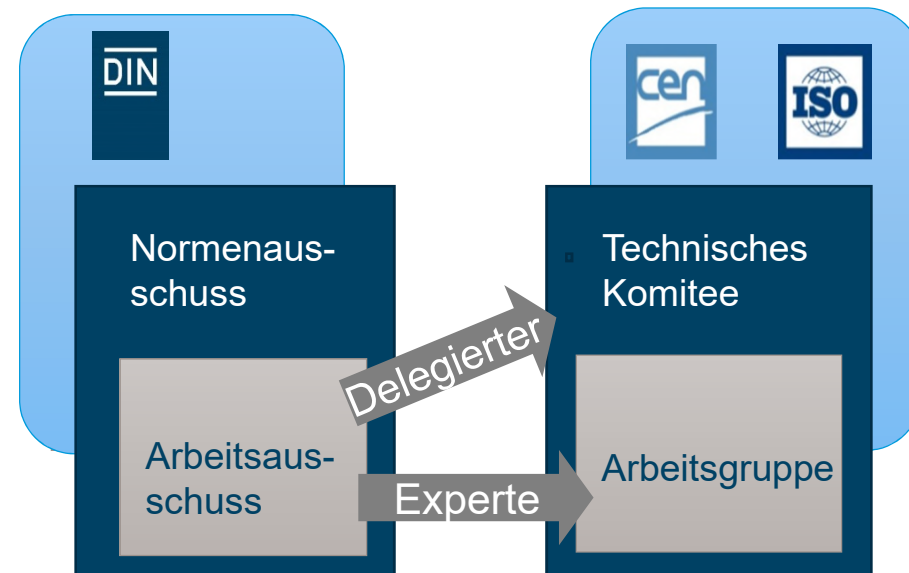 DIN
cen
ISO
Normenaus-
schuss
Technisches
Komitee
Delegierter
Arbeitsaus-
schuss
Experte
Arbeitsgruppe